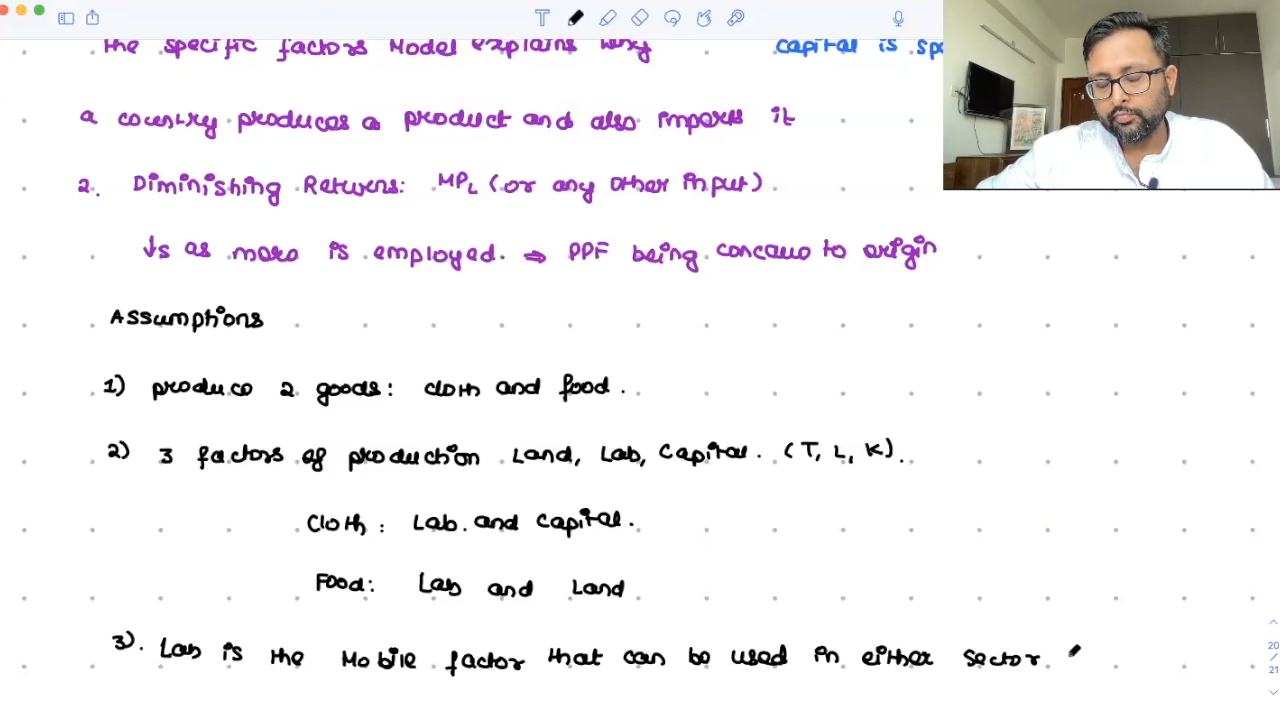 the specific factors Model explains why
capital is spe
a country produces a product and also imports it
2. Diminishing Returns: MPL (or any other input)
↓s as more is employed. ⇒ PPF being concave to origin
Assumptions
1) produce 2 goods: cloth and food.
2) 3 factors of production Land, Lab, Capital. (T, L, K).
Cloth: Lab. and Capital.
Food: Lab and Land
3). Lab is the Mobile factor that can be used in either sector
20
/
21